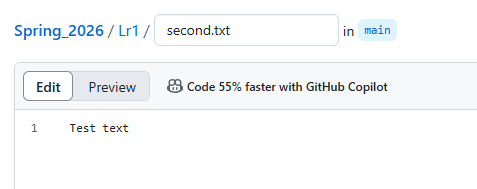 Spring_2026 / Lr1 / second.txt in main
Edit Preview Code 55% faster with GitHub Copilot
1 Test text